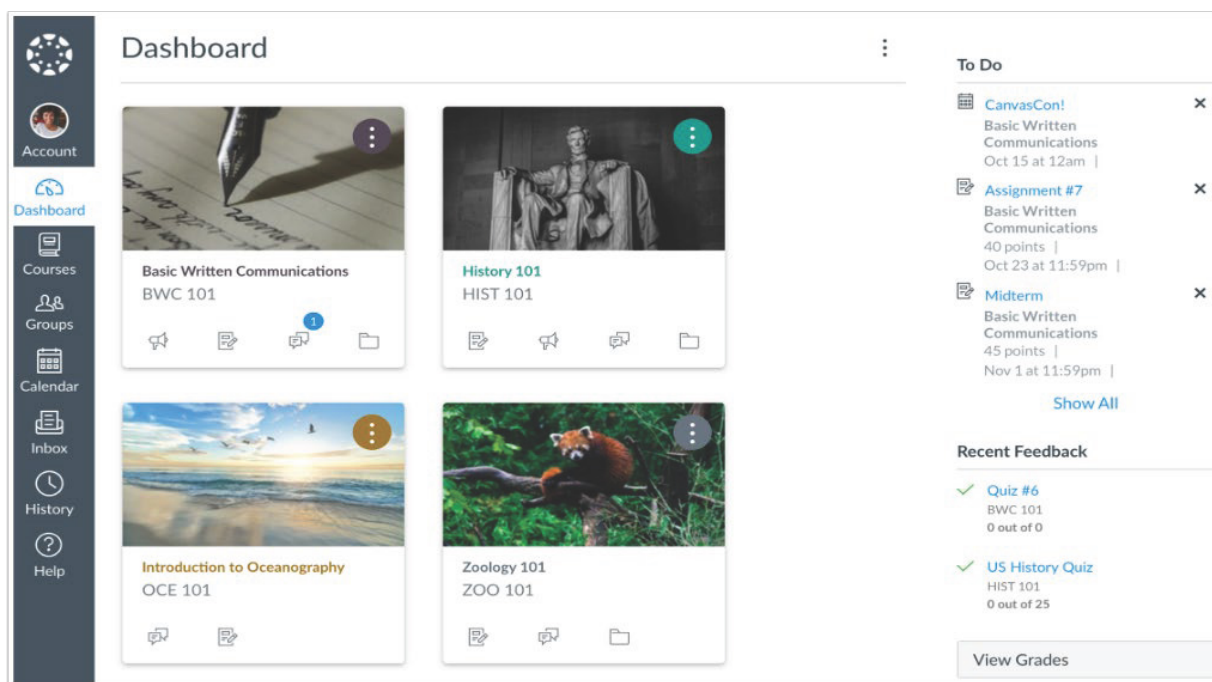 Dashboard
Account
Dashboard
Courses
Groups
Calendar
Inbox
History
Help
Basic Written Communications
BWC 101
1
History 101
HIST 101
Introduction to Oceanography
OCE 101
Zoology 101
ZOO 101
To Do
CanvasCon!
Basic Written
Communications
Oct 15 at 12am |
Assignment #7
Basic Written
Communications
40 points |
Oct 23 at 11:59pm |
Midterm
Basic Written
Communications
45 points |
Nov 1 at 11:59pm |
Show All
Recent Feedback
Quiz #6
BWC 101
0 out of 0
US History Quiz
HIST 101
0 out of 25
View Grades